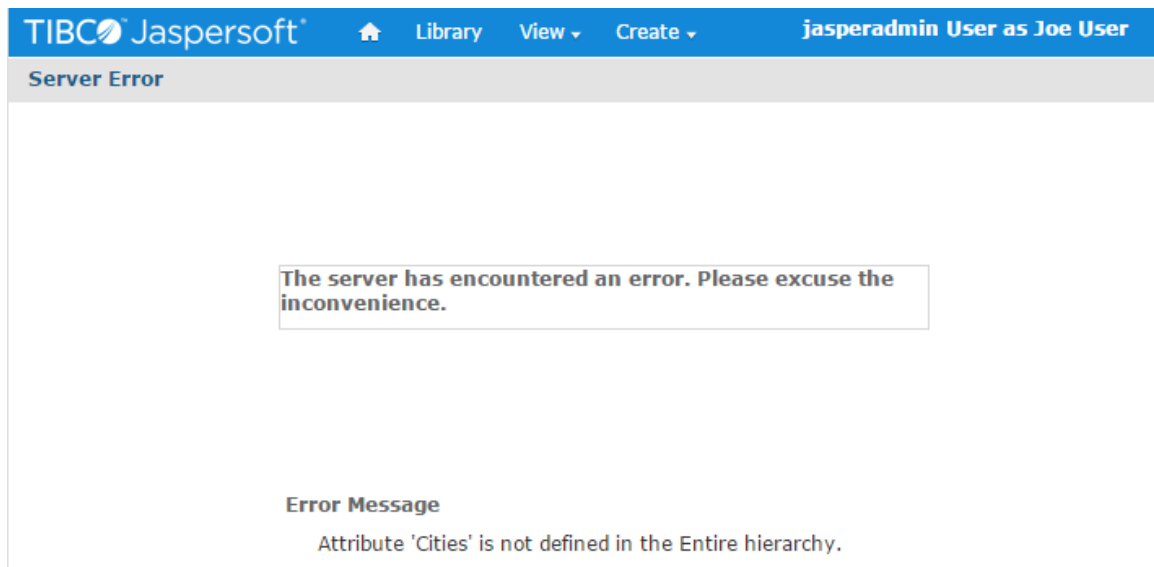 TIBCO Jaspersoft Library View Create jasperadmin User as Joe User
Server Error
The server has encountered an error. Please excuse the
inconvenience.
Error Message
Attribute 'Cities' is not defined in the Entire hierarchy.